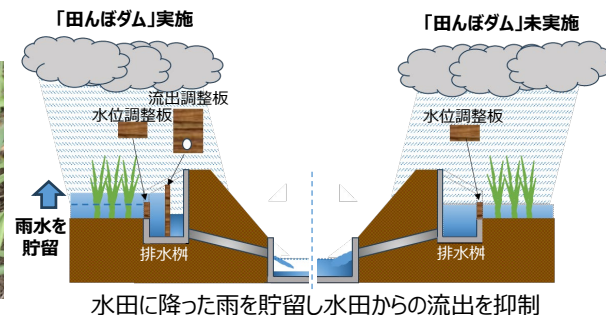 「田んぼダム」実施
「田んぼダム」未実施
流出調整板
水位調整板
水位調整板
雨水を
貯留
排水桝
排水桝
水田に降った雨を貯留し水田からの流出を抑制